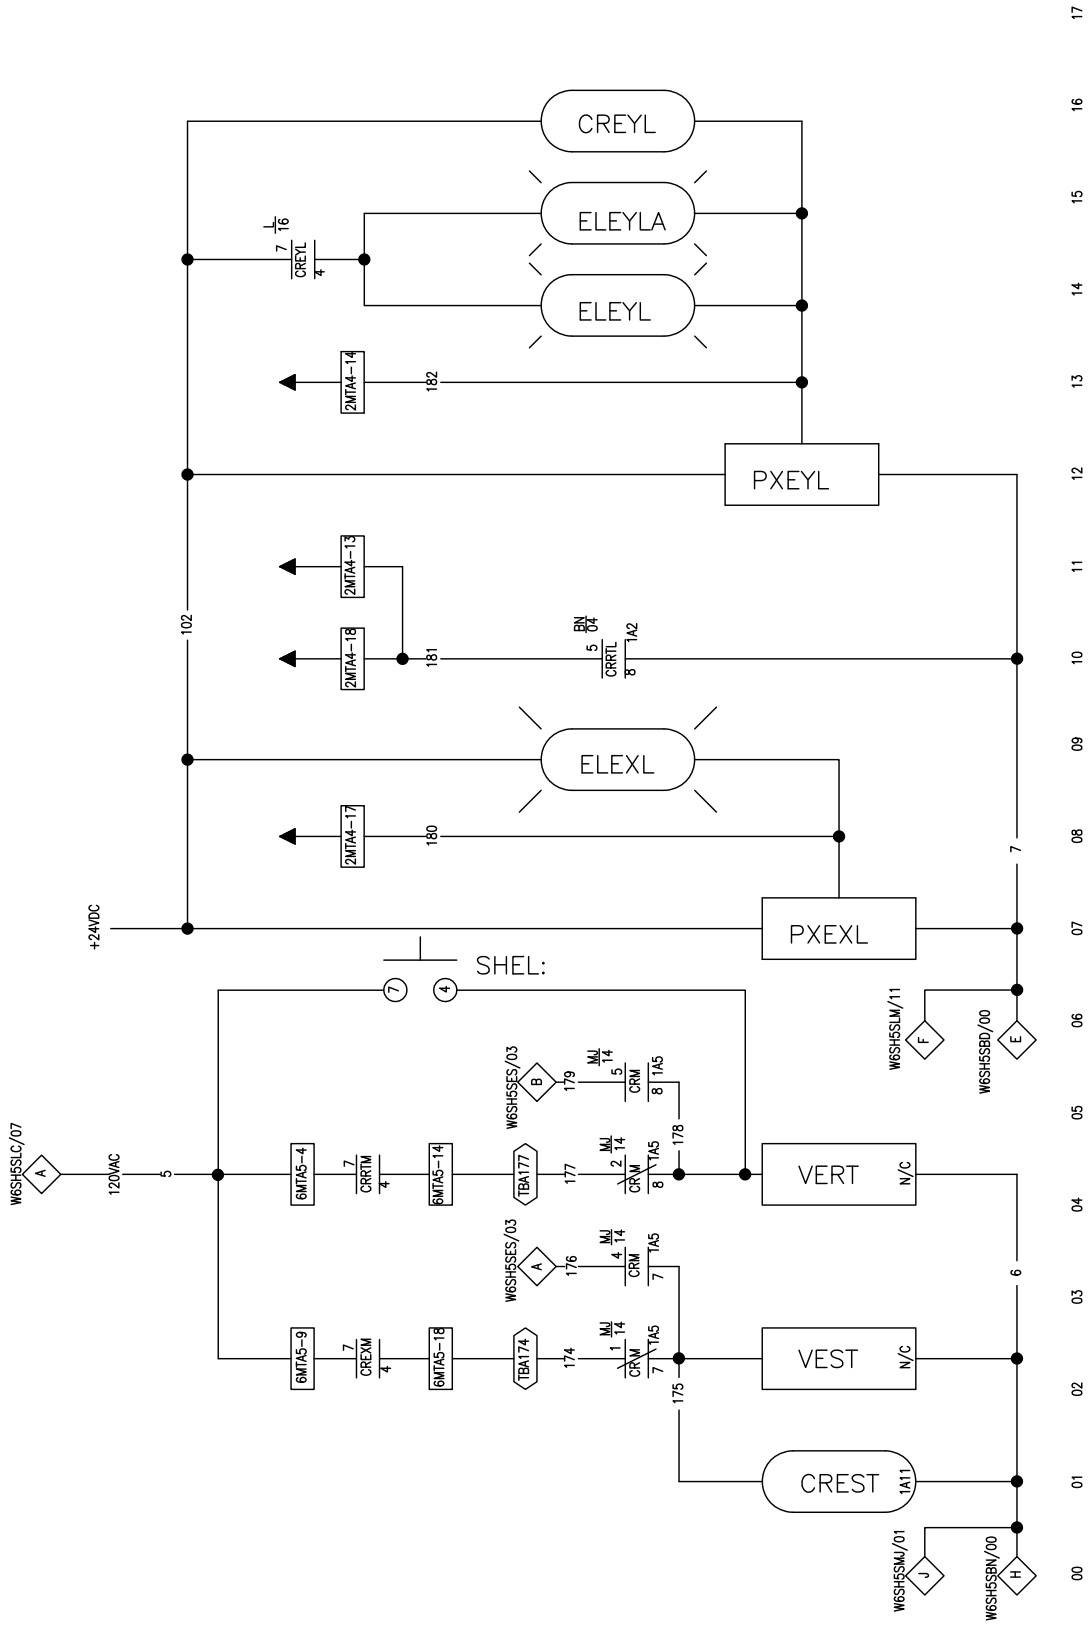 17
16
15
14
13
12
11
10
09
08
07
06
05
04
03
02
01
00
CREYL
ELEYLA
L
16
7
CREYL
4
ELEYL
2MTA4-14
182
PXEYL
2MTA4-13
102
2MTA4-18
181
BN
04
5
CRRTL
8
1A2
ELEXL
2MTA4-17
180
7
+24VDC
PXEXL
7
4
SHEL:
W6SH5SLM/11
F
W6SH5SBD/00
E
W6SH5SES/03
B
179
MJ
14
5
CRM
8
1A5
178
W6SH5SLC/07
A
120VAC
5
6MTA5-4
7
CRRTM
4
6MTA5-14
TBA177
177
MJ
14
2
CRM
8
1A5
VERT
N/C
W6SH5SES/03
A
176
MJ
14
4
CRM
7
1A5
6
6MTA5-9
7
CREXM
4
6MTA5-18
TBA174
174
MJ
14
1
CRM
7
1A5
VEST
N/C
175
CREST
1A11
W6SH5SMJ/01
J
W6SH5SBN/00
H